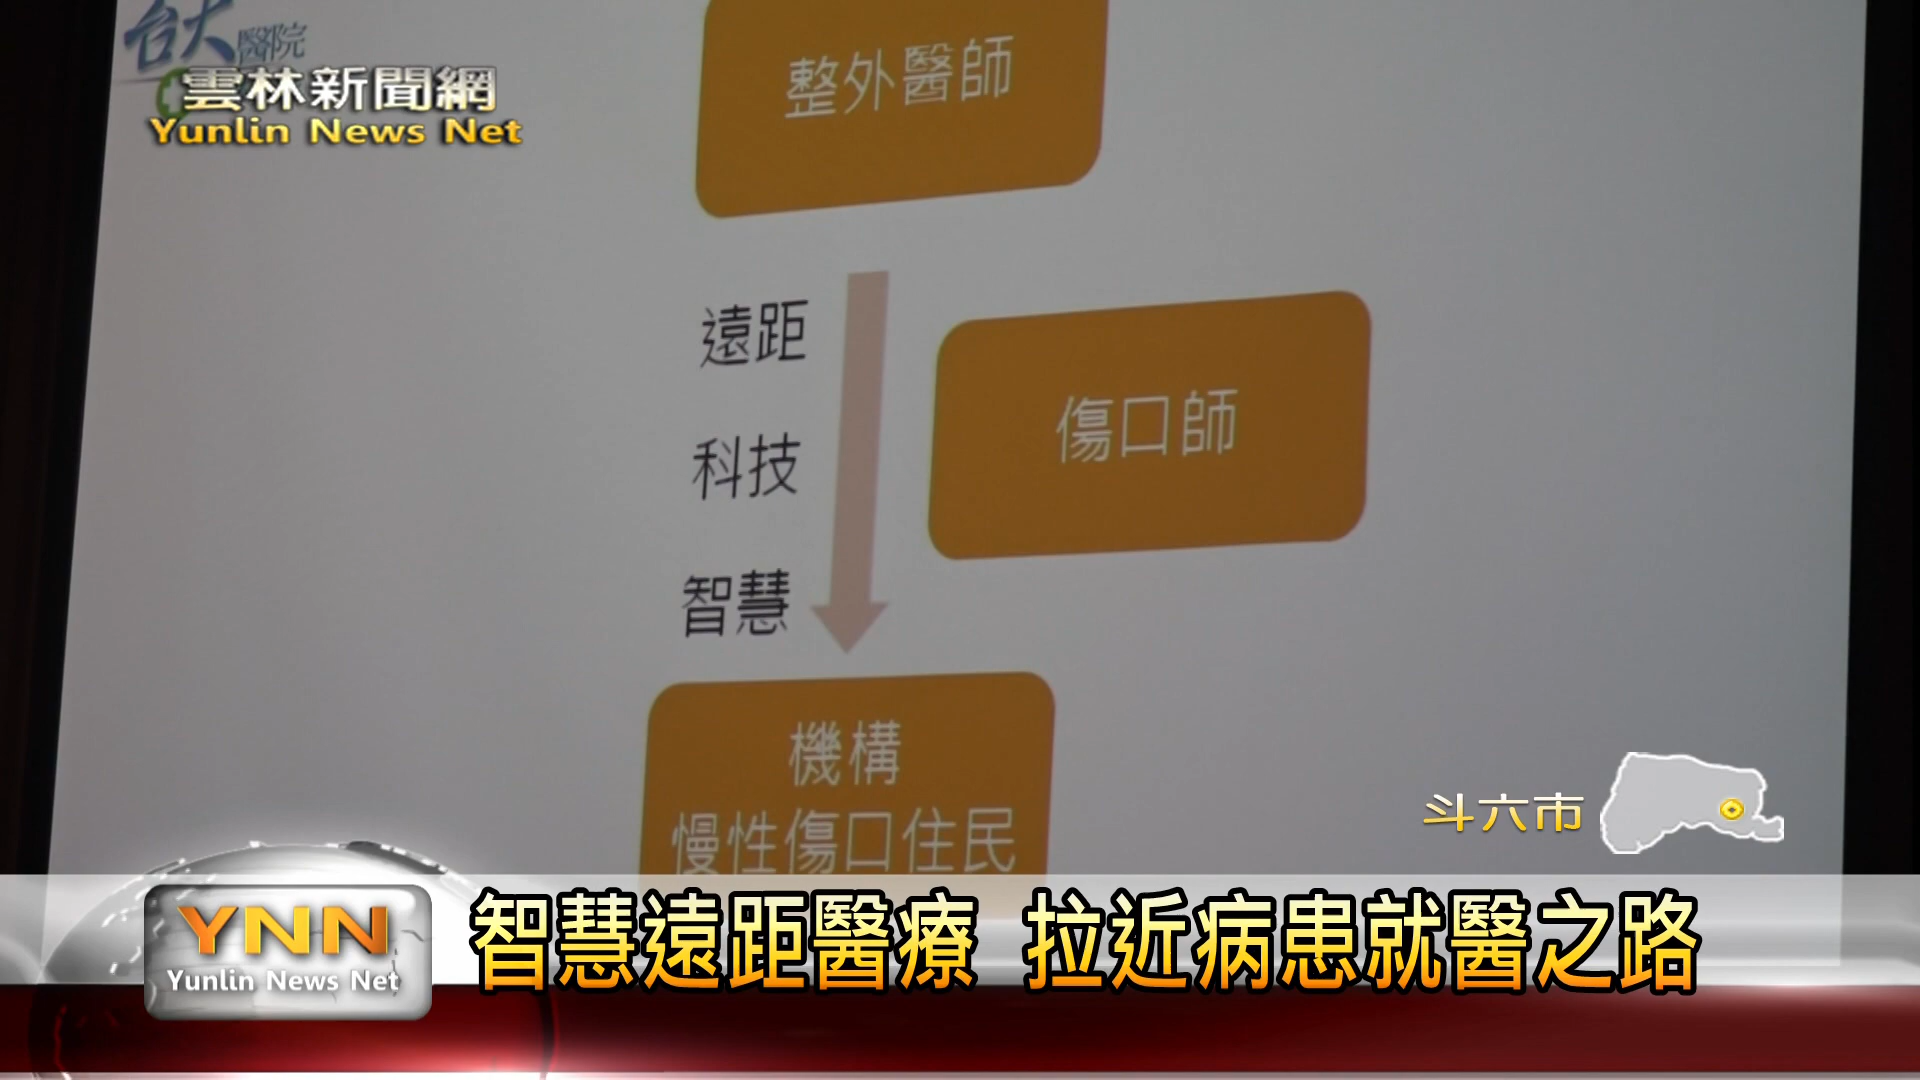 台大醫院
雲林新聞網
Yunlin News Net
整外醫師
遠距
科技
智慧
傷口師
機構
慢性傷口住民
斗六市
YNN
Yunlin News Net
智慧遠距醫療 拉近病患就醫之路